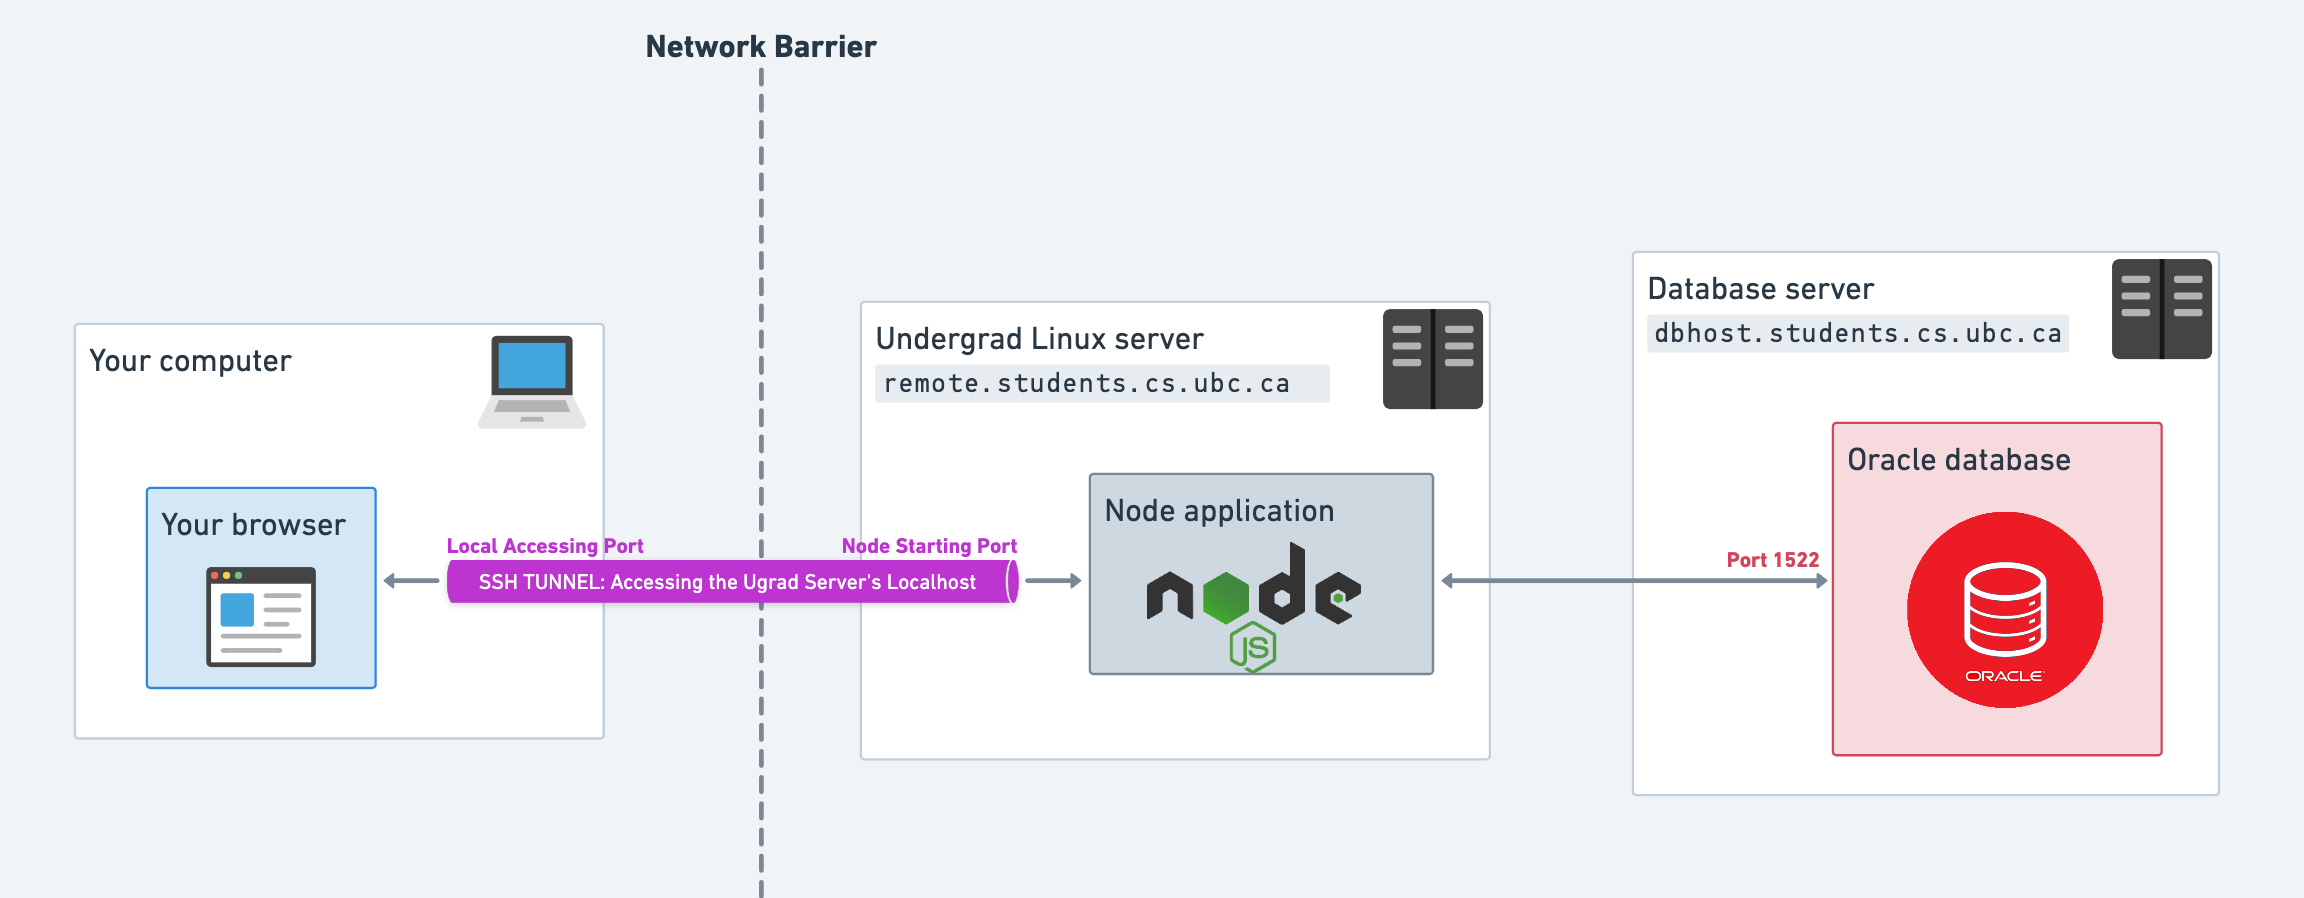 Network Barrier
Your computer
Your browser
Local Accessing Port
Node Starting Port
SSH TUNNEL: Accessing the Ugrad Server's Localhost
Undergrad Linux server
remote.students.cs.ubc.ca
Node application
node
JS
Database server
dbhost.students.cs.ubc.ca
Port 1522
Oracle database
ORACLE